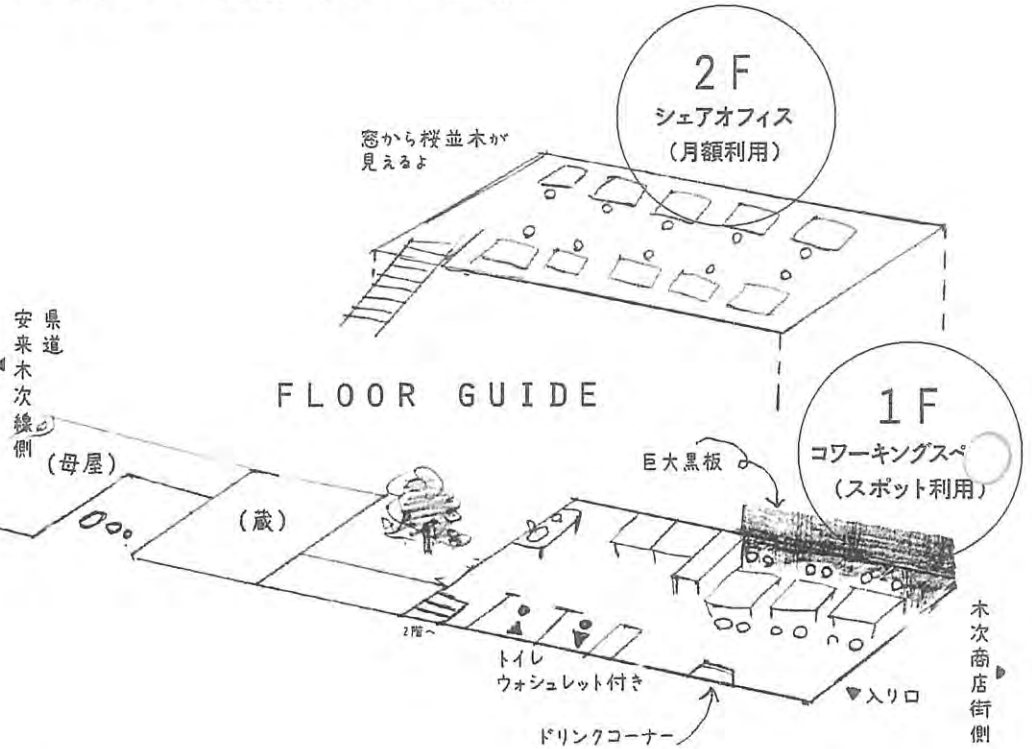 2F
シェアオフィス
(月額利用)
窓から桜並木が
見えるよ
県道
安来木次線側
FLOOR GUIDE
1F
コワーキングスペ
(スポット利用)
巨大黒板
(母屋)
(蔵)
2階へ
トイレ
ウォシュレット付き
ドリンクコーナー
入り口
木次商店街側